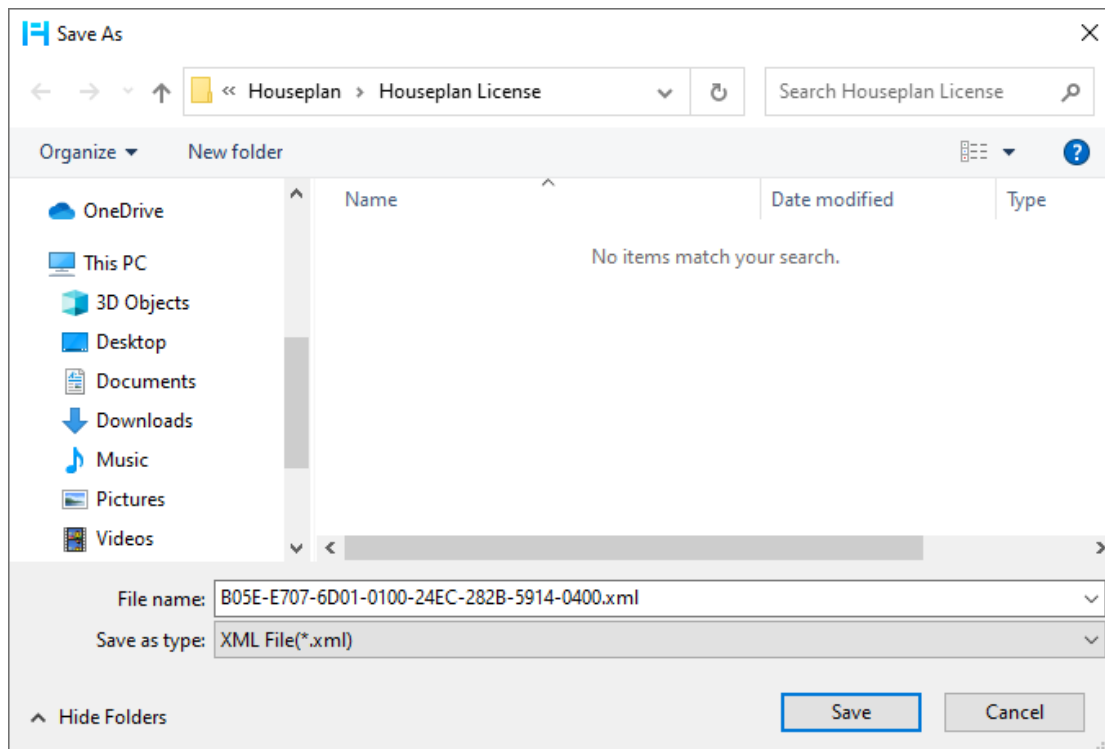 Save As
« Houseplan > Houseplan License
Search Houseplan License
Organize
New folder
?
Name
Date modified
Type
OneDrive
This PC
3D Objects
Desktop
Documents
Downloads
Music
Pictures
Videos
No items match your search.
File name: B05E-E707-6D01-0100-24EC-282B-5914-0400.xml
Save as type: XML File(*.xml)
Hide Folders
Save
Cancel